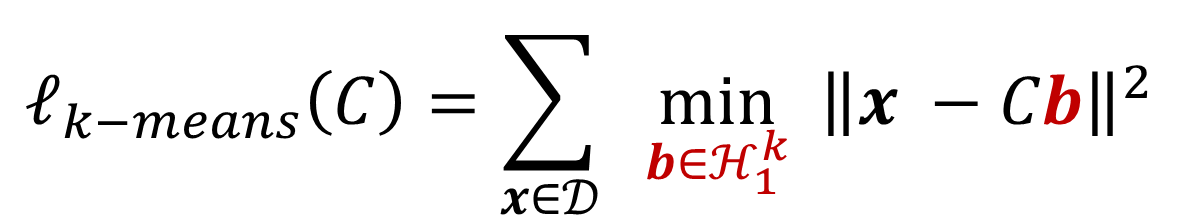 ℓ_{k−means}(C) = ∑_{x∈𝒟} min_{b∈ℋ_1^k} ‖x − Cb‖²